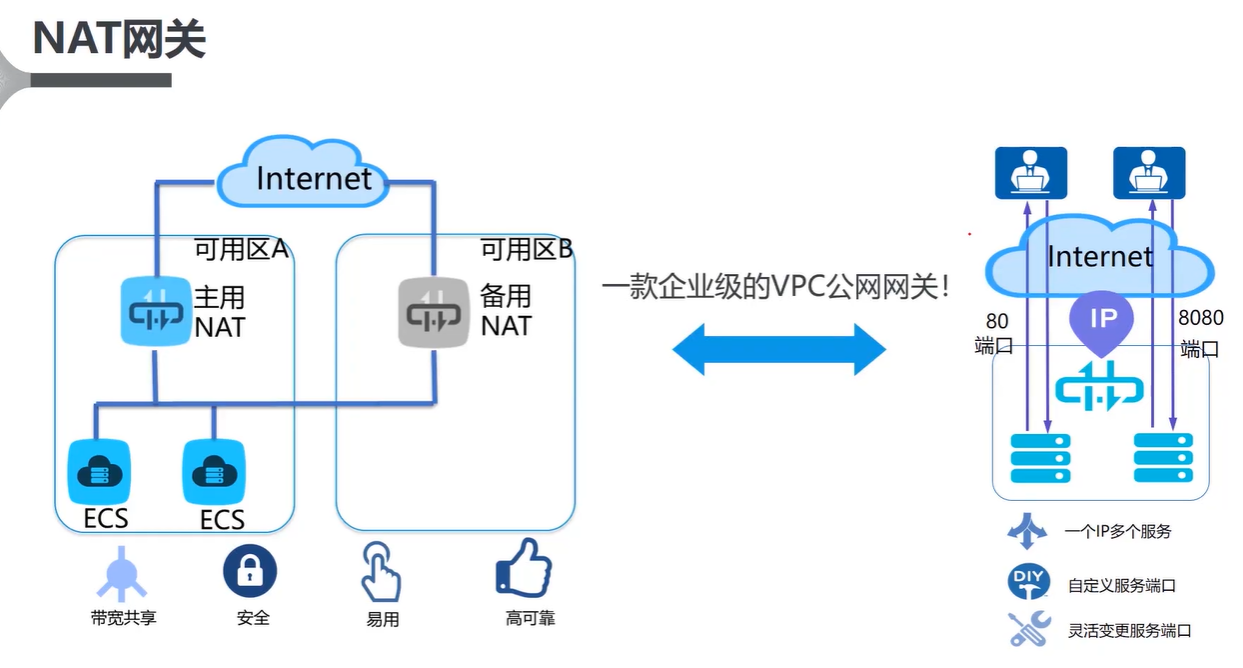 NAT网关
Internet
可用区A
主用
NAT
可用区B
备用
NAT
ECS
ECS
带宽共享
安全
易用
高可靠
一款企业级的VPC公网网关！
Internet
IP
80
端口
8080
端口
一个IP多个服务
DIY
自定义服务端口
灵活变更服务端口